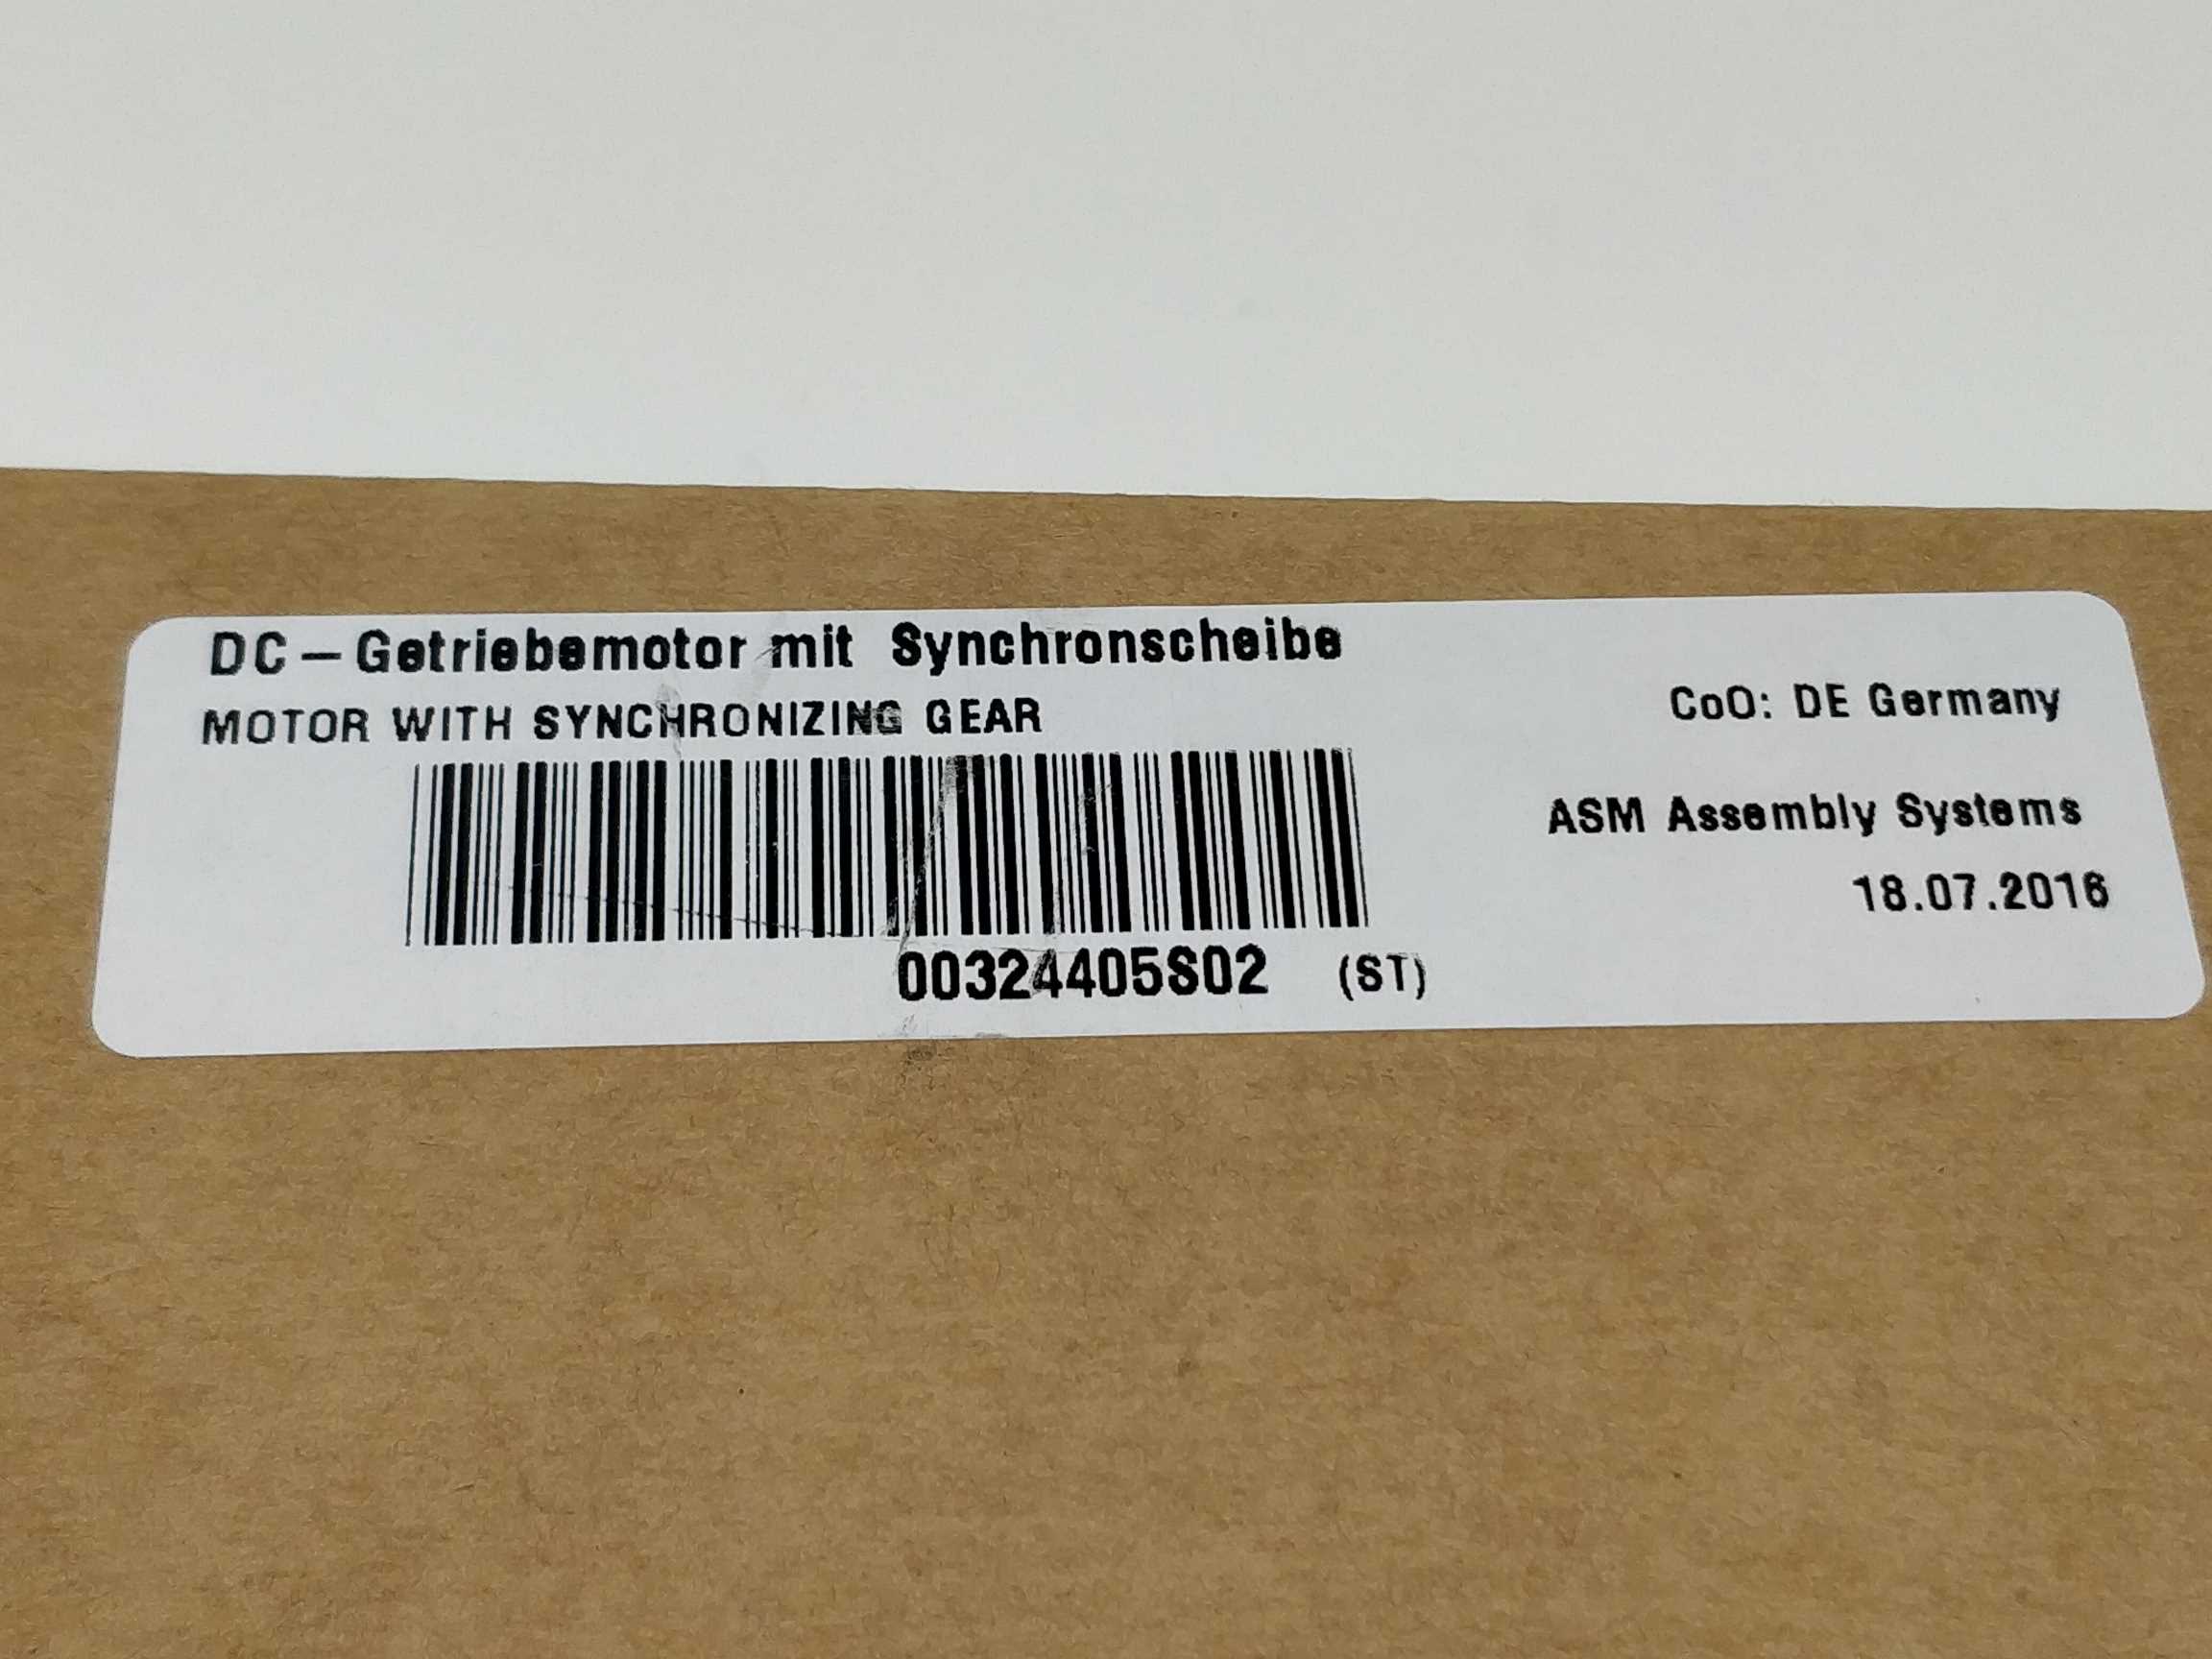 DC-Getriebemotor mit Synchronscheibe
MOTOR WITH SYNCHRONIZING GEAR
CoO: DE Germany
ASM Assembly Systems
18.07.2016
00324405S02 (ST)